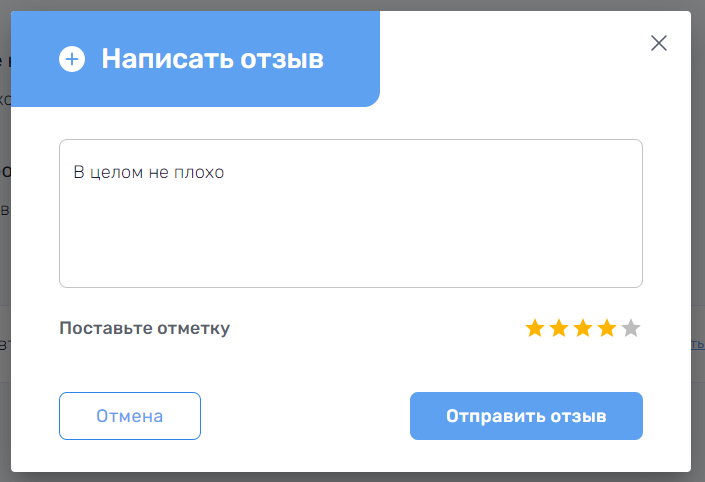 Написать отзыв
В целом не плохо
Поставьте отметку
Отмена
Отправить отзыв